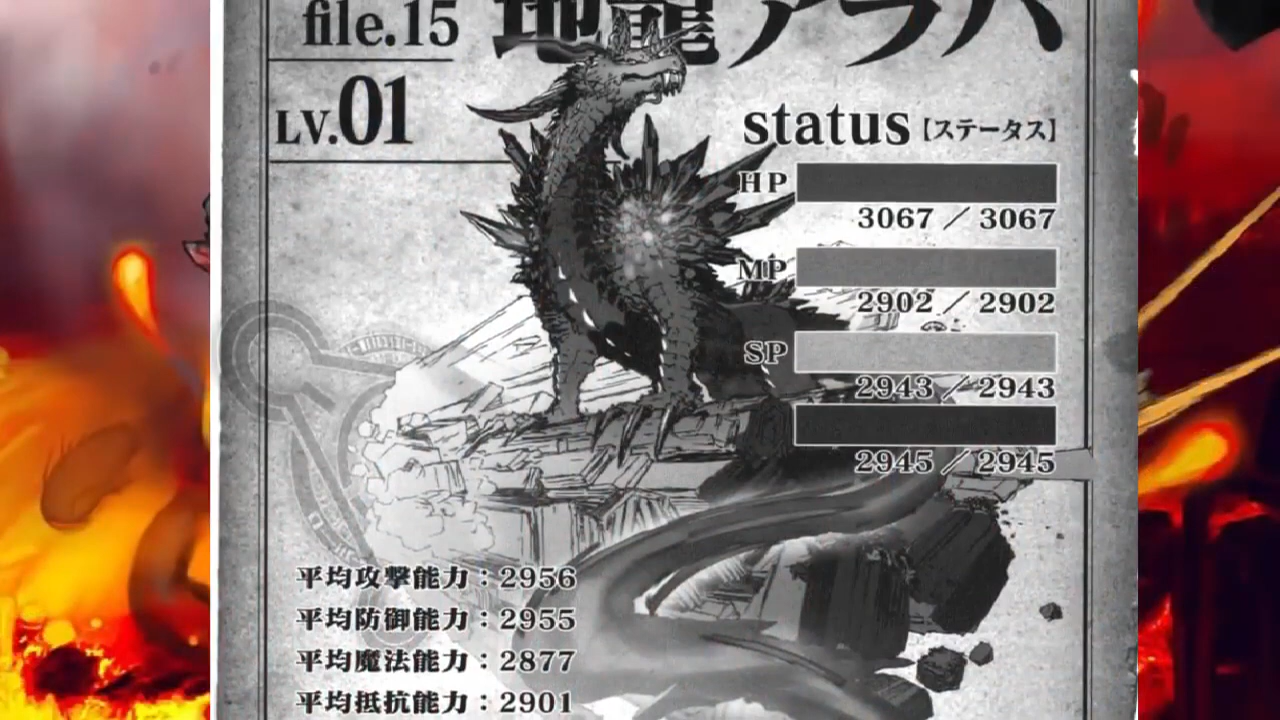 file.15
地龍アラバ
LV.01
status【ステータス】
HP
3067／3067
MP
2902／2902
SP
2943／2943
2945／2945
平均攻撃能力：2956
平均防御能力：2955
平均魔法能力：2877
平均抵抗能力：2901